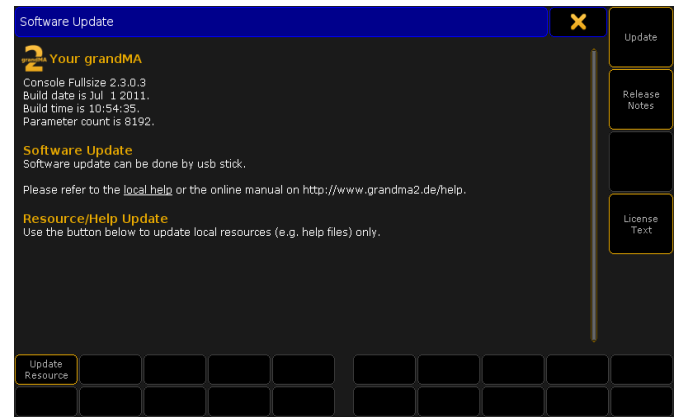 Software Update
Update
2 Your grandMA
grandMA
Console Fullsize 2.3.0.3
Build date is Jul 1 2011.
Build time is 10:54:35.
Parameter count is 8192.
Release
Notes
Software Update
Software update can be done by usb stick.
Please refer to the local help or the online manual on http://www.grandma2.de/help.
Resource/Help Update
Use the button below to update local resources (e.g. help files) only.
License
Text
Update
Resource